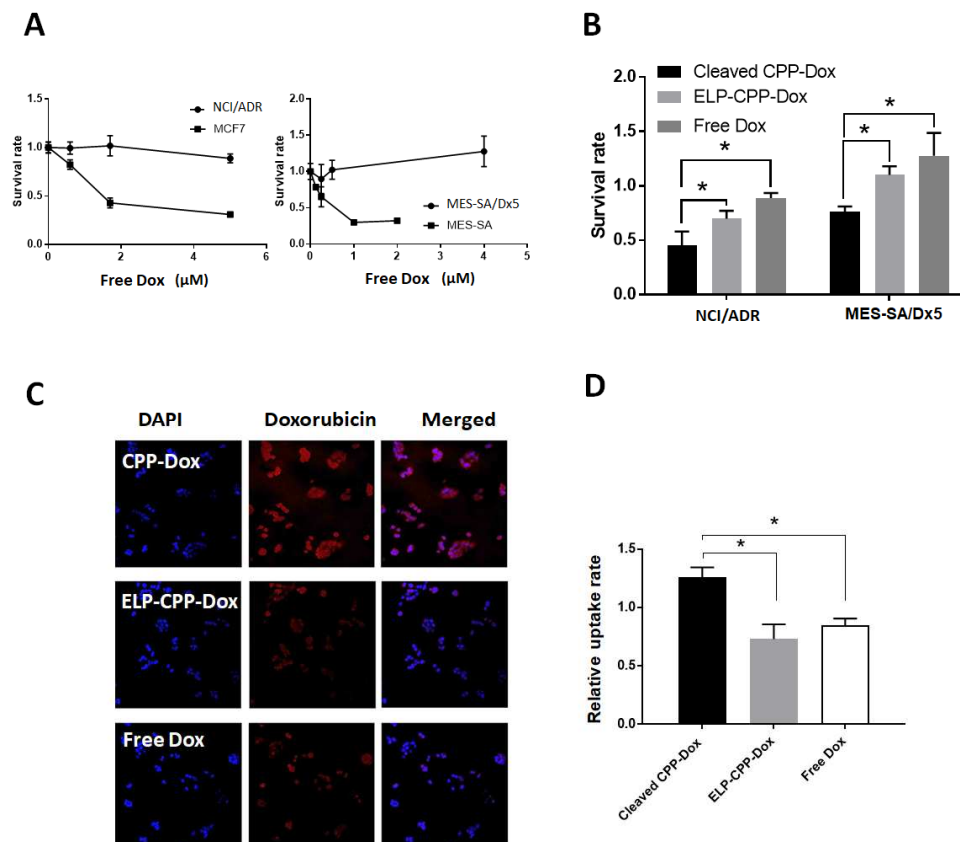 A
1.5
1.0
0.5
0.0
0
2
4
6
Survival rate
Free Dox (μM)
NCI/ADR
MCF7
2.0
1.5
1.0
0.5
0.0
0
1
2
3
4
5
Survival rate
Free Dox (μM)
MES-SA/Dx5
MES-SA
B
2.0
1.5
1.0
0.5
0.0
Survival rate
Cleaved CPP-Dox
ELP-CPP-Dox
Free Dox
*
*
*
*
NCI/ADR
MES-SA/Dx5
C
DAPI
Doxorubicin
Merged
CPP-Dox
ELP-CPP-Dox
Free Dox
D
1.5
1.0
0.5
0.0
Relative uptake rate
*
*
Cleaved CPP-Dox
ELP-CPP-Dox
Free Dox